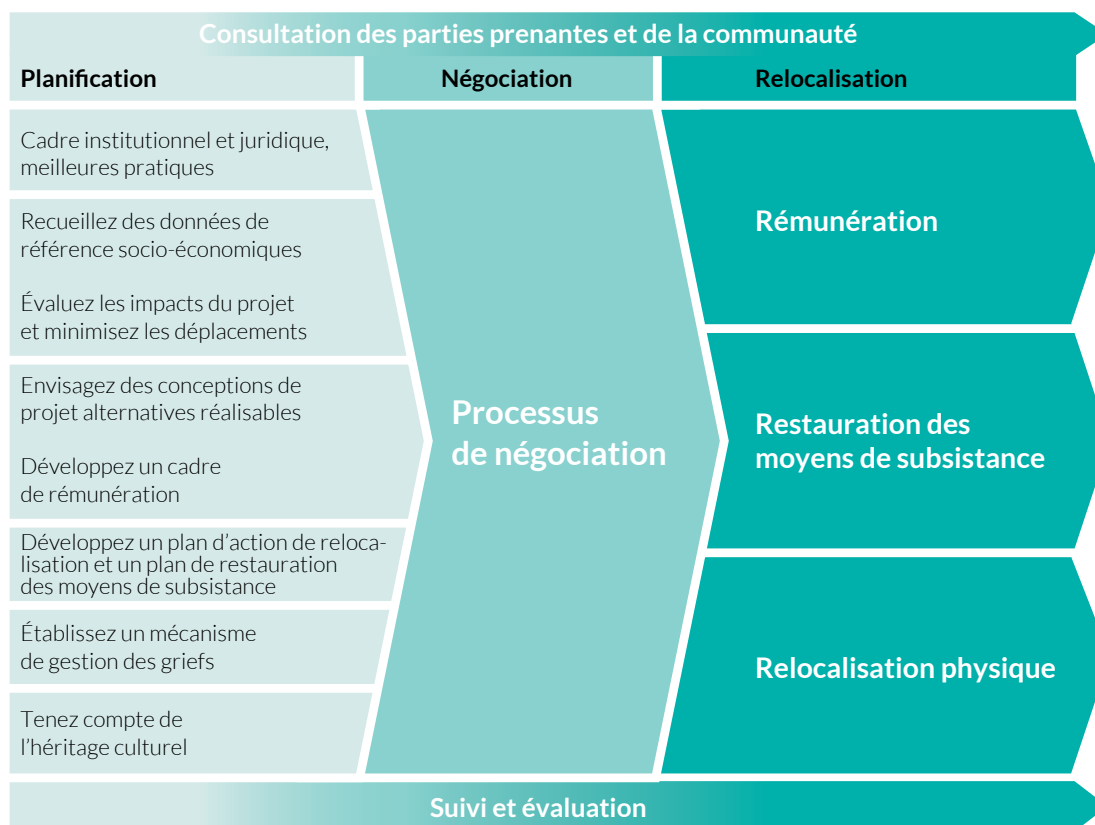 Consultation des parties prenantes et de la communauté
Planification
Négociation
Relocalisation
Cadre institutionnel et juridique,
meilleures pratiques
Recueillez des données de
référence socio-économiques
Évaluez les impacts du projet
et minimisez les déplacements
Envisagez des conceptions de
projet alternatives réalisables
Développez un cadre
de rémunération
Développez un plan d’action de reloca-
lisation et un plan de restauration
des moyens de subsistance
Établissez un mécanisme
de gestion des griefs
Tenez compte de
l’héritage culturel
Processus
de négociation
Rémunération
Restauration des
moyens de subsistance
Relocalisation physique
Suivi et évaluation